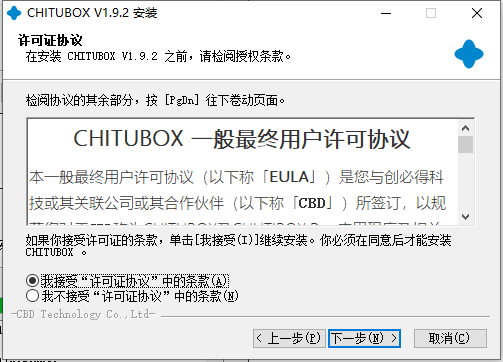 CHITUBOX V1.9.2 安装
许可证协议
在安装 CHITUBOX V1.9.2 之前，请检阅授权条款。
检阅协议的其余部分，按 [PgDn] 往下卷动页面。
CHITUBOX 一般最终用户许可协议
本一般最终用户许可协议（以下称「EULA」）是您与创必得科
技或其关联公司或其合作伙伴（以下称「CBD」）所签订，以规
如果你接受许可证的条款，单击[我接受(I)]继续安装。你必须在同意后才能安装
CHITUBOX 。
我接受“许可证协议”中的条款(A)
我不接受“许可证协议”中的条款(N)
CBD Technology Co.,Ltd
< 上一步(P)
下一步(N) >
取消(C)